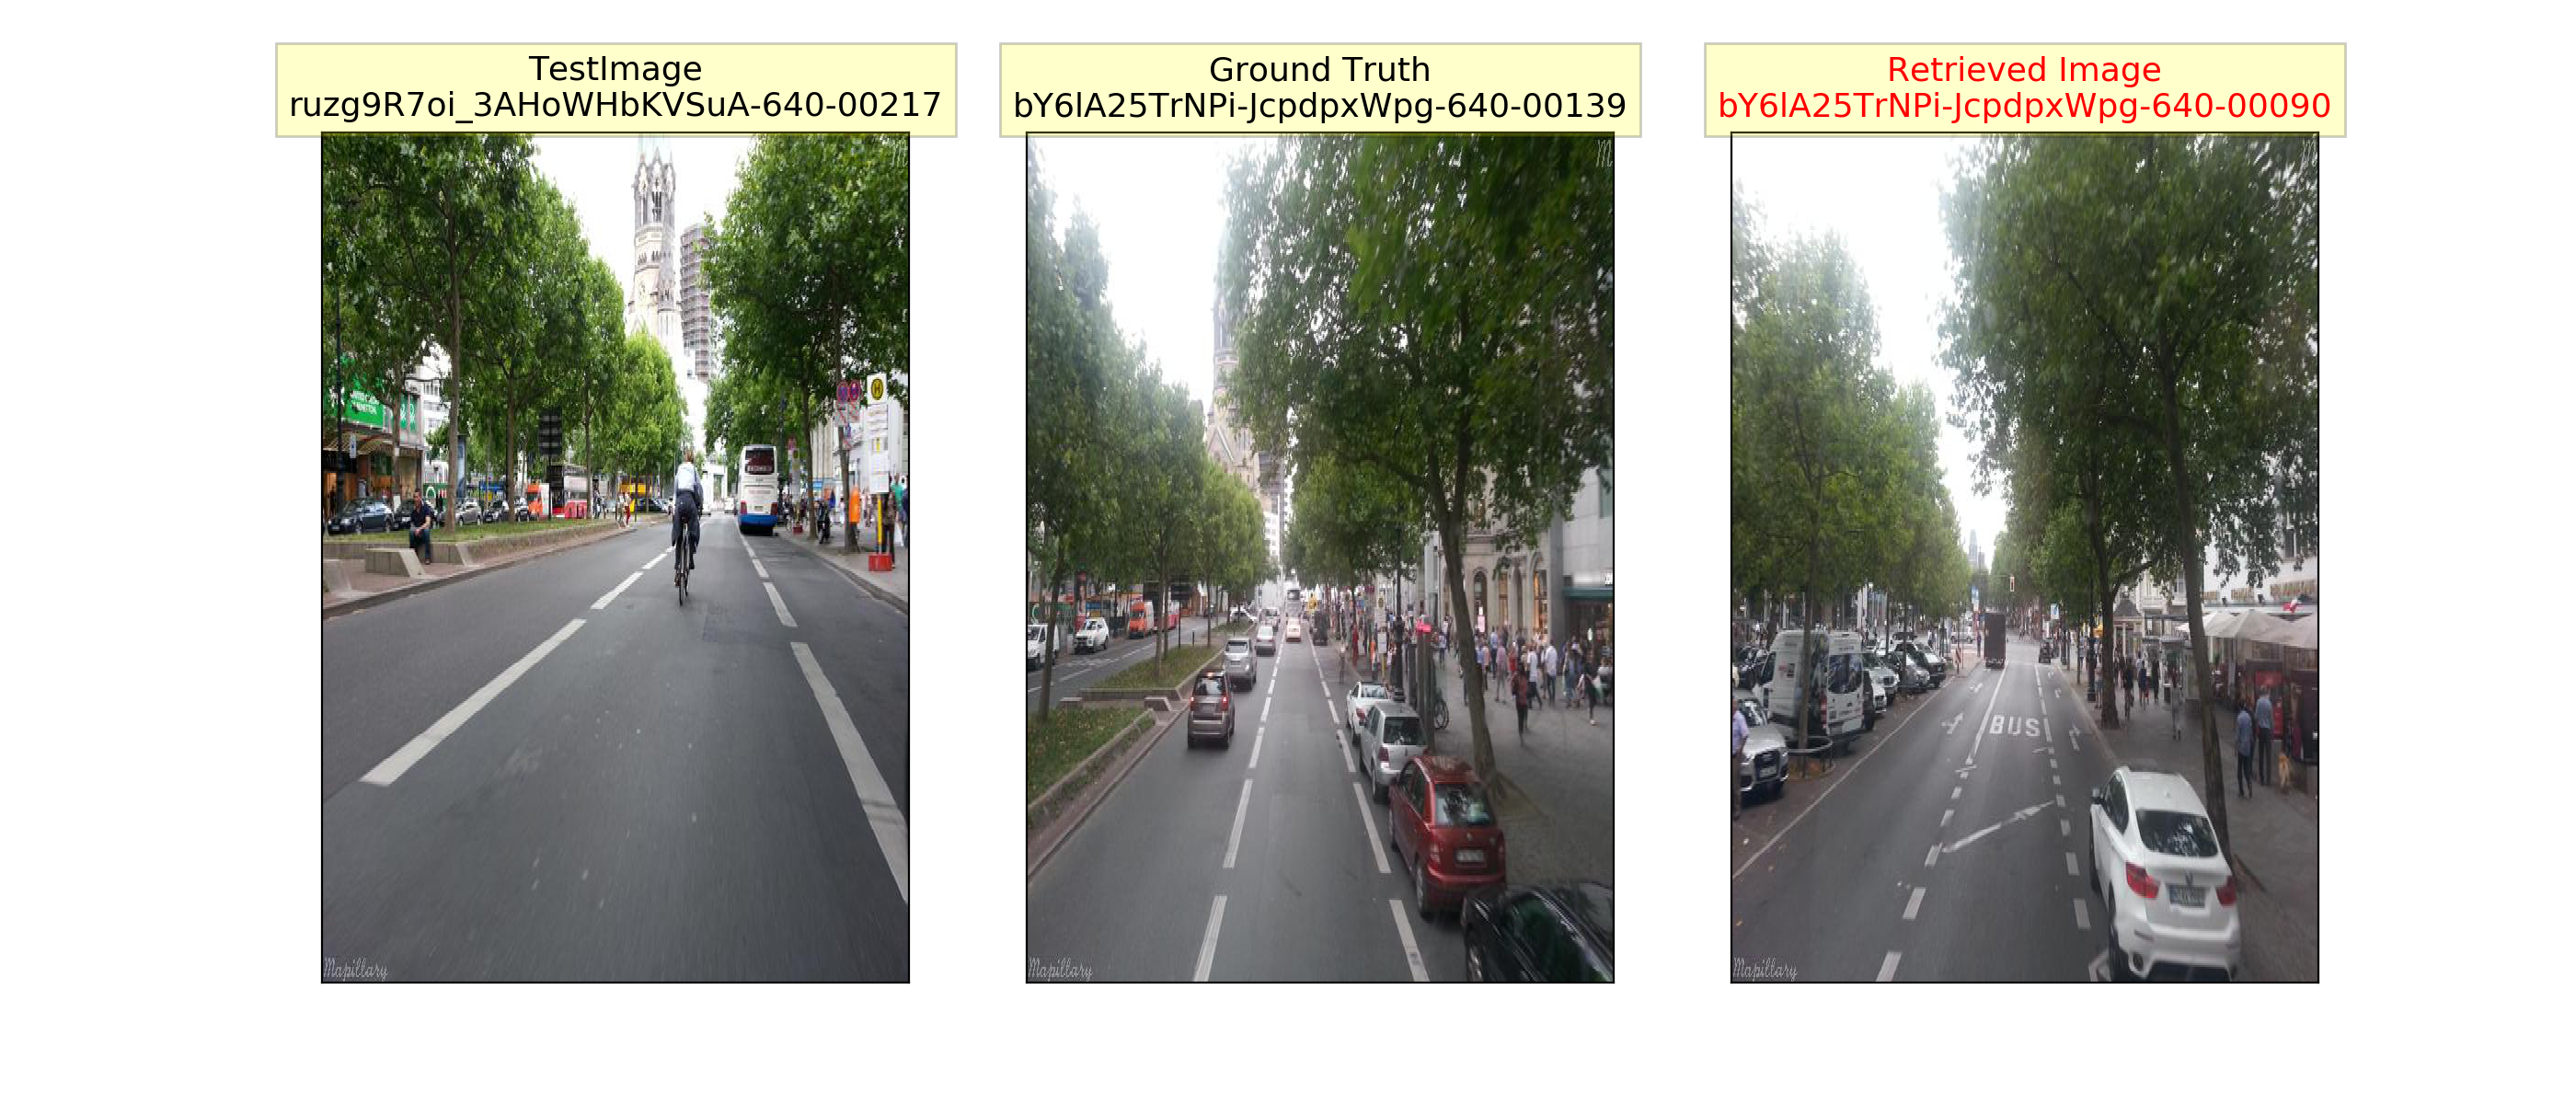 TestImage
ruzg9R7oi_3AHoWHbKVSuA-640-00217
Ground Truth
bY6lA25TrNPi-JcpdpxWpg-640-00139
Retrieved Image
bY6lA25TrNPi-JcpdpxWpg-640-00090
M
M
M
H
BUS
Mapillary
Mapillary
Mapillary